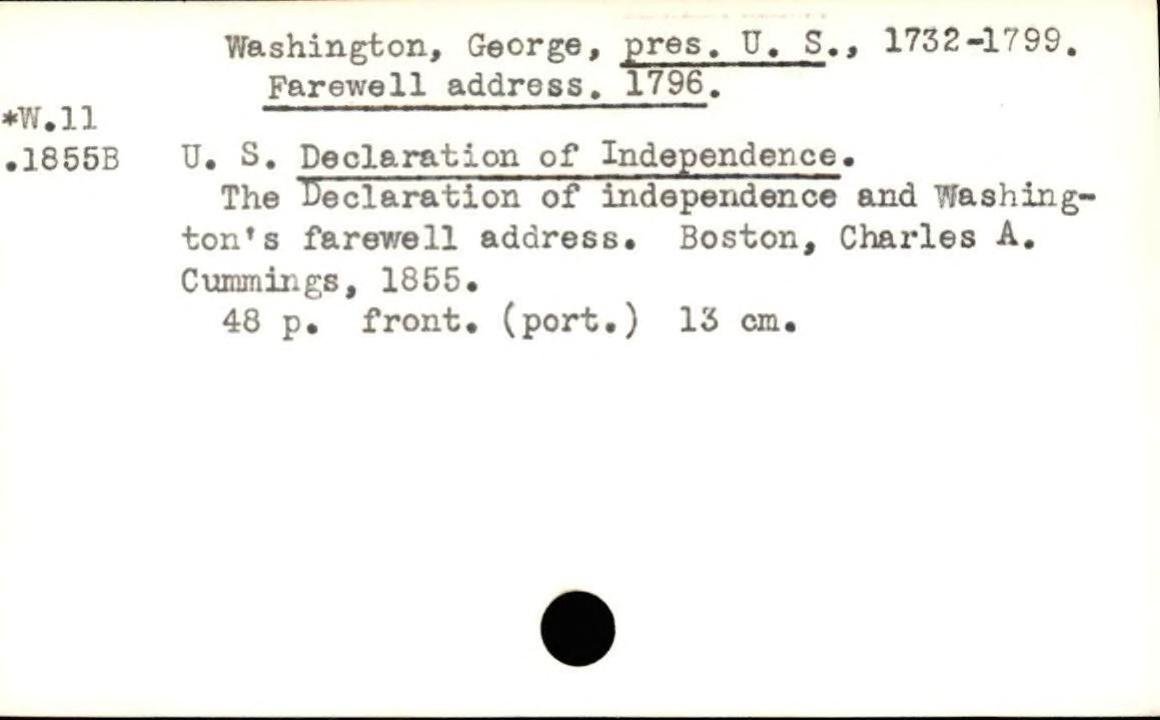 Washington, George, pres. U. S., 1732-1799.
Farewell address. 1796.
*W.11
.1855B U. S. Declaration of Independence.
The Declaration of independence and Washing-
ton's farewell address. Boston, Charles A.
Cummings, 1855.
48 p. front. (port.) 13 cm.